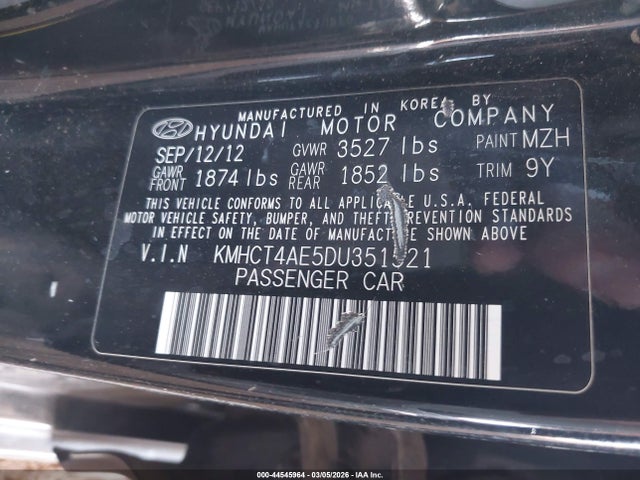 MANUFACTURED IN KOREA BY
HYUNDAI MOTOR COMPANY
SEP/12/12 GVWR 3527 lbs PAINT MZH
GAWR FRONT 1874 lbs GAWR REAR 1852 lbs TRIM 9Y
THIS VEHICLE CONFORMS TO ALL APPLICABLE U.S.A. FEDERAL
MOTOR VEHICLE SAFETY, BUMPER, AND THEFT PREVENTION STANDARDS
IN EFFECT ON THE DATE OF MANUFACTURE SHOWN ABOVE
V.I.N KMHCT4AE5DU351521
PASSENGER CAR
000-44545964 | 03/05/2026 - IAA Inc.